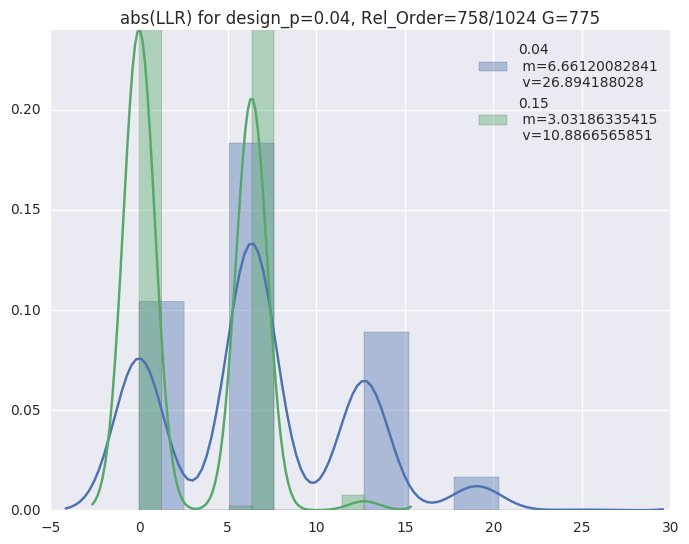 abs(LLR) for design_p=0.04, Rel_Order=758/1024 G=775
0.04
m=6.66120082841
v=26.894188028
0.15
m=3.03186335415
v=10.8866565851
0.20
0.15
0.10
0.05
0.00
−5 0 5 10 15 20 25 30